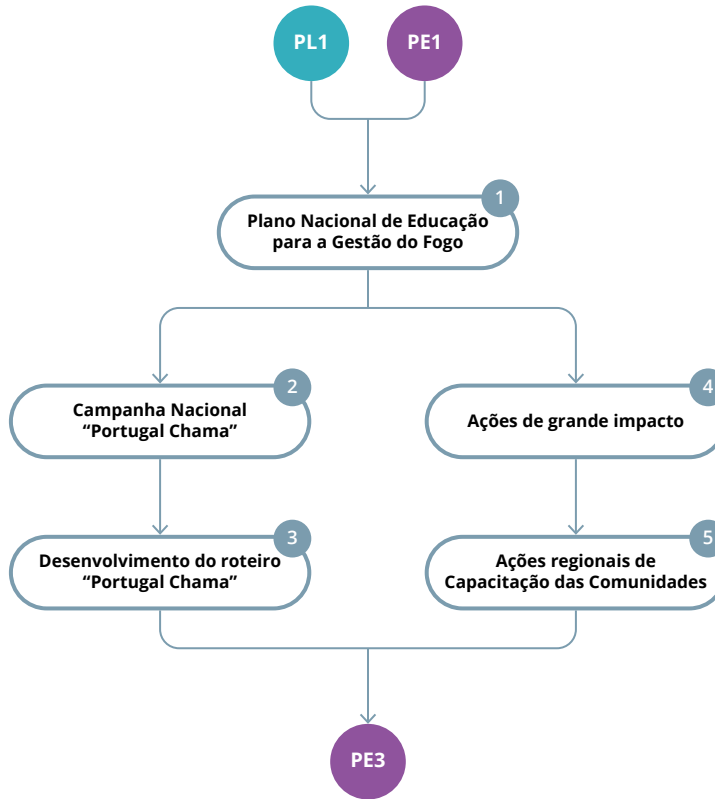 PL1
PE1
1
Plano Nacional de Educação
para a Gestão do Fogo
2
Campanha Nacional
“Portugal Chama”
4
Ações de grande impacto
3
Desenvolvimento do roteiro
“Portugal Chama”
5
Ações regionais de
Capacitação das Comunidades
PE3